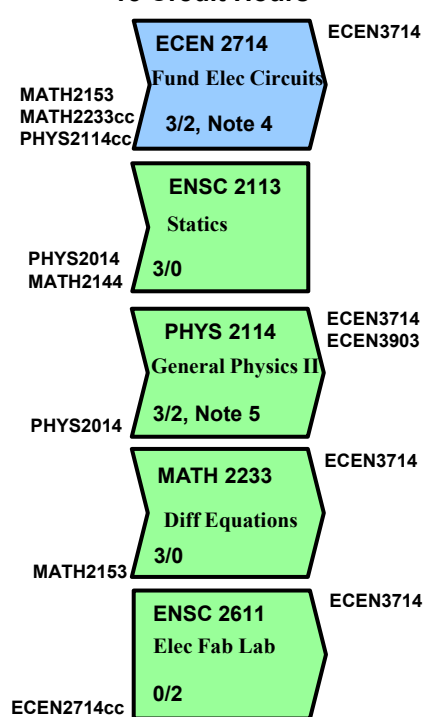 ECEN 2714
ECEN3714
Fund Elec Circuits
MATH2153
MATH2233cc
PHYS2114cc
3/2, Note 4
ENSC 2113
Statics
PHYS2014
MATH2144
3/0
PHYS 2114
ECEN3714
ECEN3903
General Physics II
3/2, Note 5
PHYS2014
MATH 2233
ECEN3714
Diff Equations
3/0
MATH2153
ENSC 2611
ECEN3714
Elec Fab Lab
0/2
ECEN2714cc